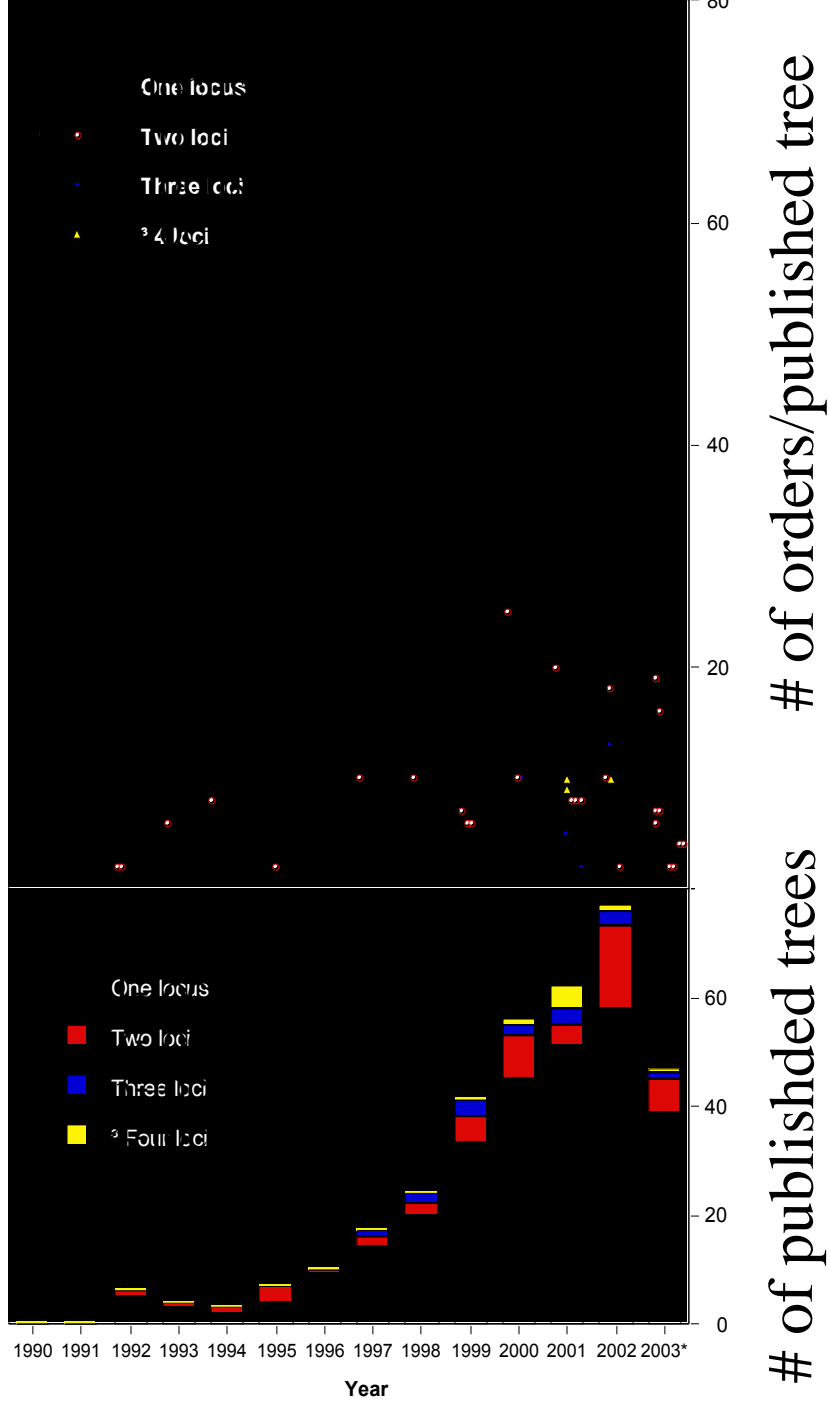 80
One locus
Two loci
Three loci
³ 4 loci
60
40
20
# of orders/published tree
One locus
Two loci
Three loci
³ Four loci
60
40
20
0
# of publishded trees
1990 1991 1992 1993 1994 1995 1996 1997 1998 1999 2000 2001 2002 2003*
Year